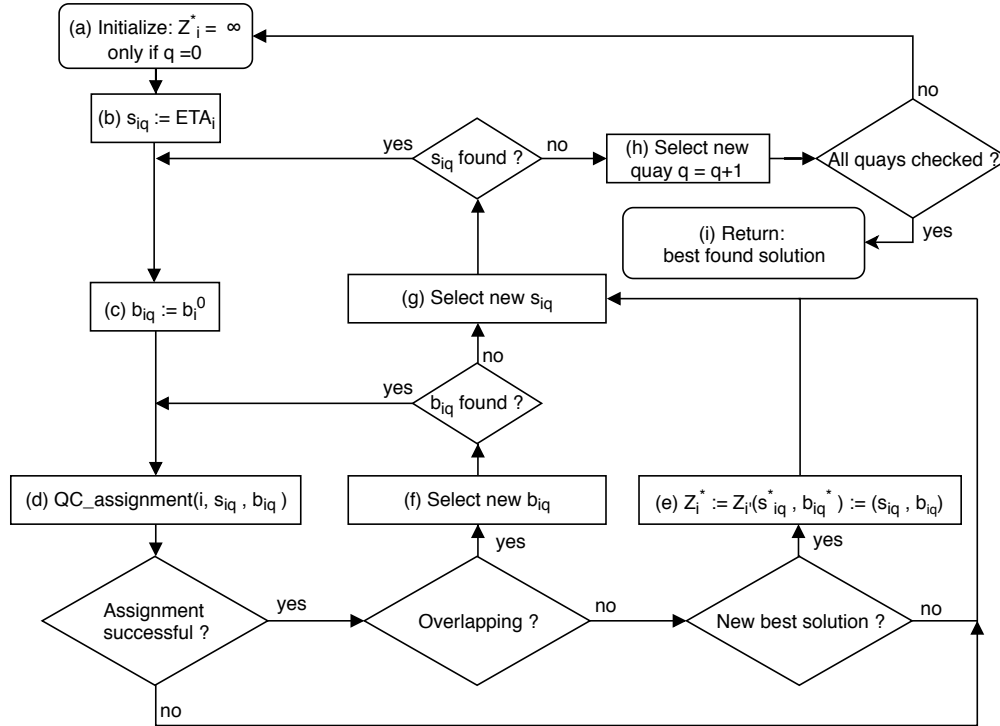 (a) Initialize: Z*i = ∞
only if q =0
(b) siq := ETAi
yes
siq found ?
no
(h) Select new
quay q = q+1
no
All quays checked ?
yes
(i) Return:
best found solution
(c) biq := bi0
(g) Select new siq
no
yes
biq found ?
(d) QC_assignment(i, siq , biq )
(f) Select new biq
(e) Zi* := Zi'(s*iq , biq* ) := (siq , biq)
yes
yes
Assignment
successful ?
yes
Overlapping ?
no
New best solution ?
no
no